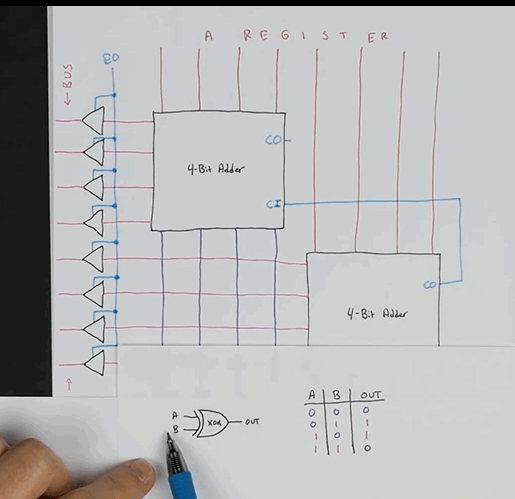 A REGISTER
EO
← BUS
CO
4-Bit Adder
CI
CO
4-Bit Adder
A
B
XOR
OUT
A B OUT
0 0 0
0 1 1
1 0 1
1 1 0